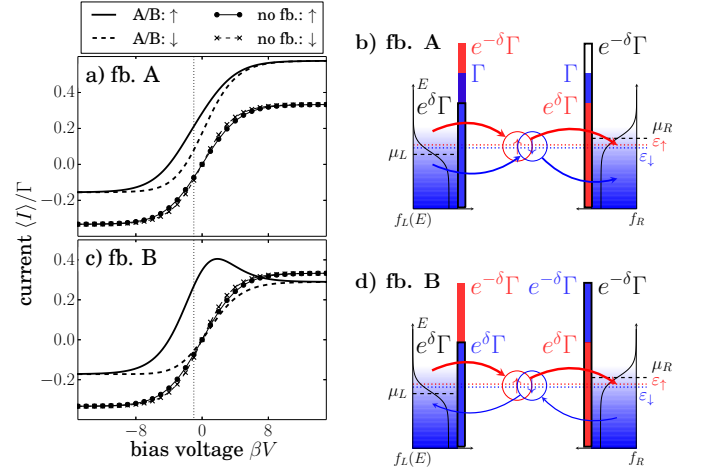 A/B: ↑
no fb.: ↑
A/B: ↓
no fb.: ↓
a) fb. A
0.4
0.2
0.0
−0.2
c) fb. B
0.4
0.2
0.0
−0.2
−8
0
8
current ⟨I⟩/Γ
bias voltage βV
b) fb. A
e^{−δ}Γ
Γ
e^{δ}Γ
E
μ_L
f_L(E)
e^{−δ}Γ
Γ
e^{δ}Γ
E
μ_R
ε_↑
ε_↓
f_R
↑
↓
d) fb. B
e^{−δ}Γ
e^{δ}Γ
e^{δ}Γ
E
μ_L
f_L(E)
e^{−δ}Γ
e^{−δ}Γ
e^{δ}Γ
E
μ_R
ε_↑
ε_↓
f_R
↑
↓